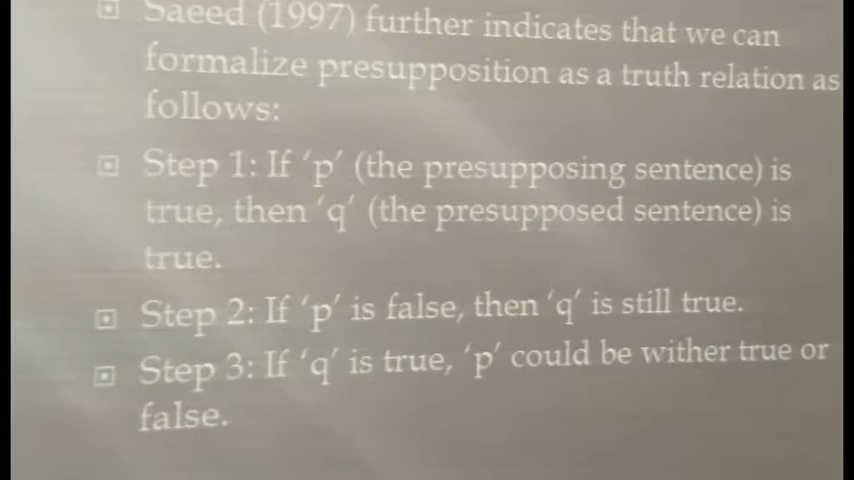 Saeed (1997) further indicates that we can
formalize presupposition as a truth relation as
follows:
Step 1: If ‘p’ (the presupposing sentence) is
true, then ‘q’ (the presupposed sentence) is
true.
Step 2: If ‘p’ is false, then ‘q’ is still true.
Step 3: If ‘q’ is true, ‘p’ could be wither true or
false.